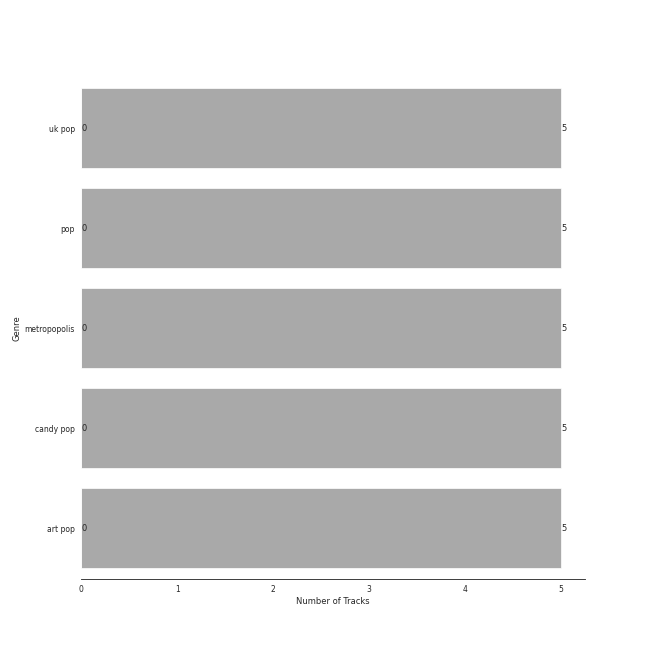 uk pop 0 5
pop 0 5
Genre
metropopolis 0 5
candy pop 0 5
art pop 0 5
0 1 2 3 4 5
Number of Tracks